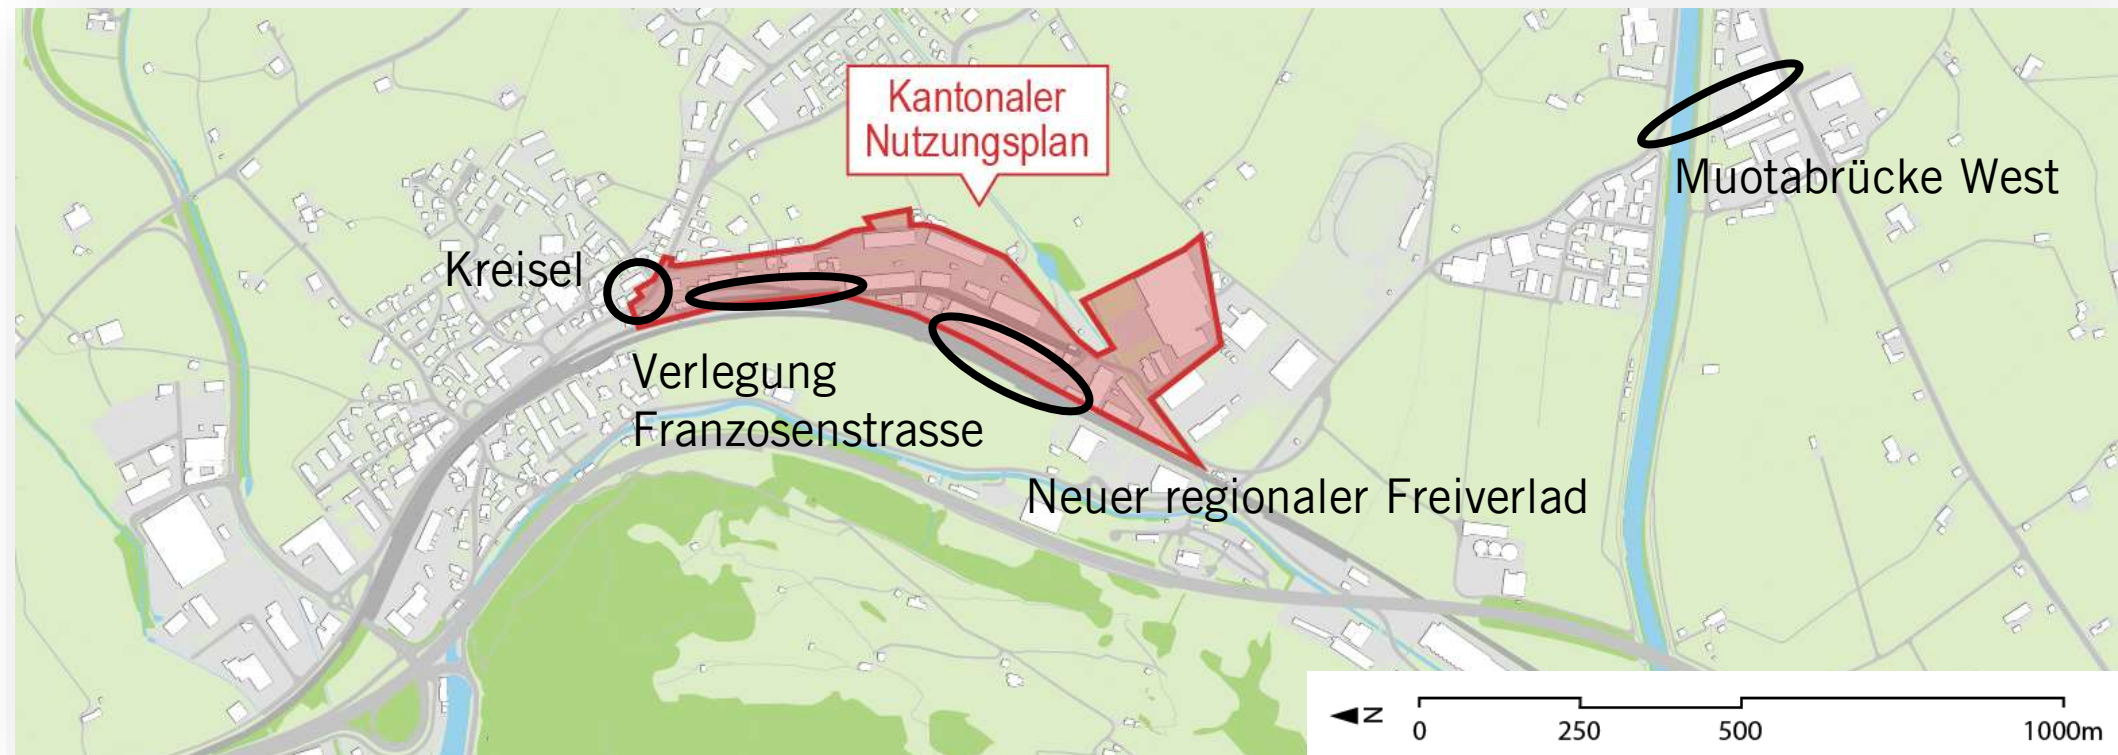 Kantonaler
Nutzungsplan
Muotabrücke West
Kreisel
Verlegung
Franzosenstrasse
Neuer regionaler Freiverlad
N
0 250 500 1000m